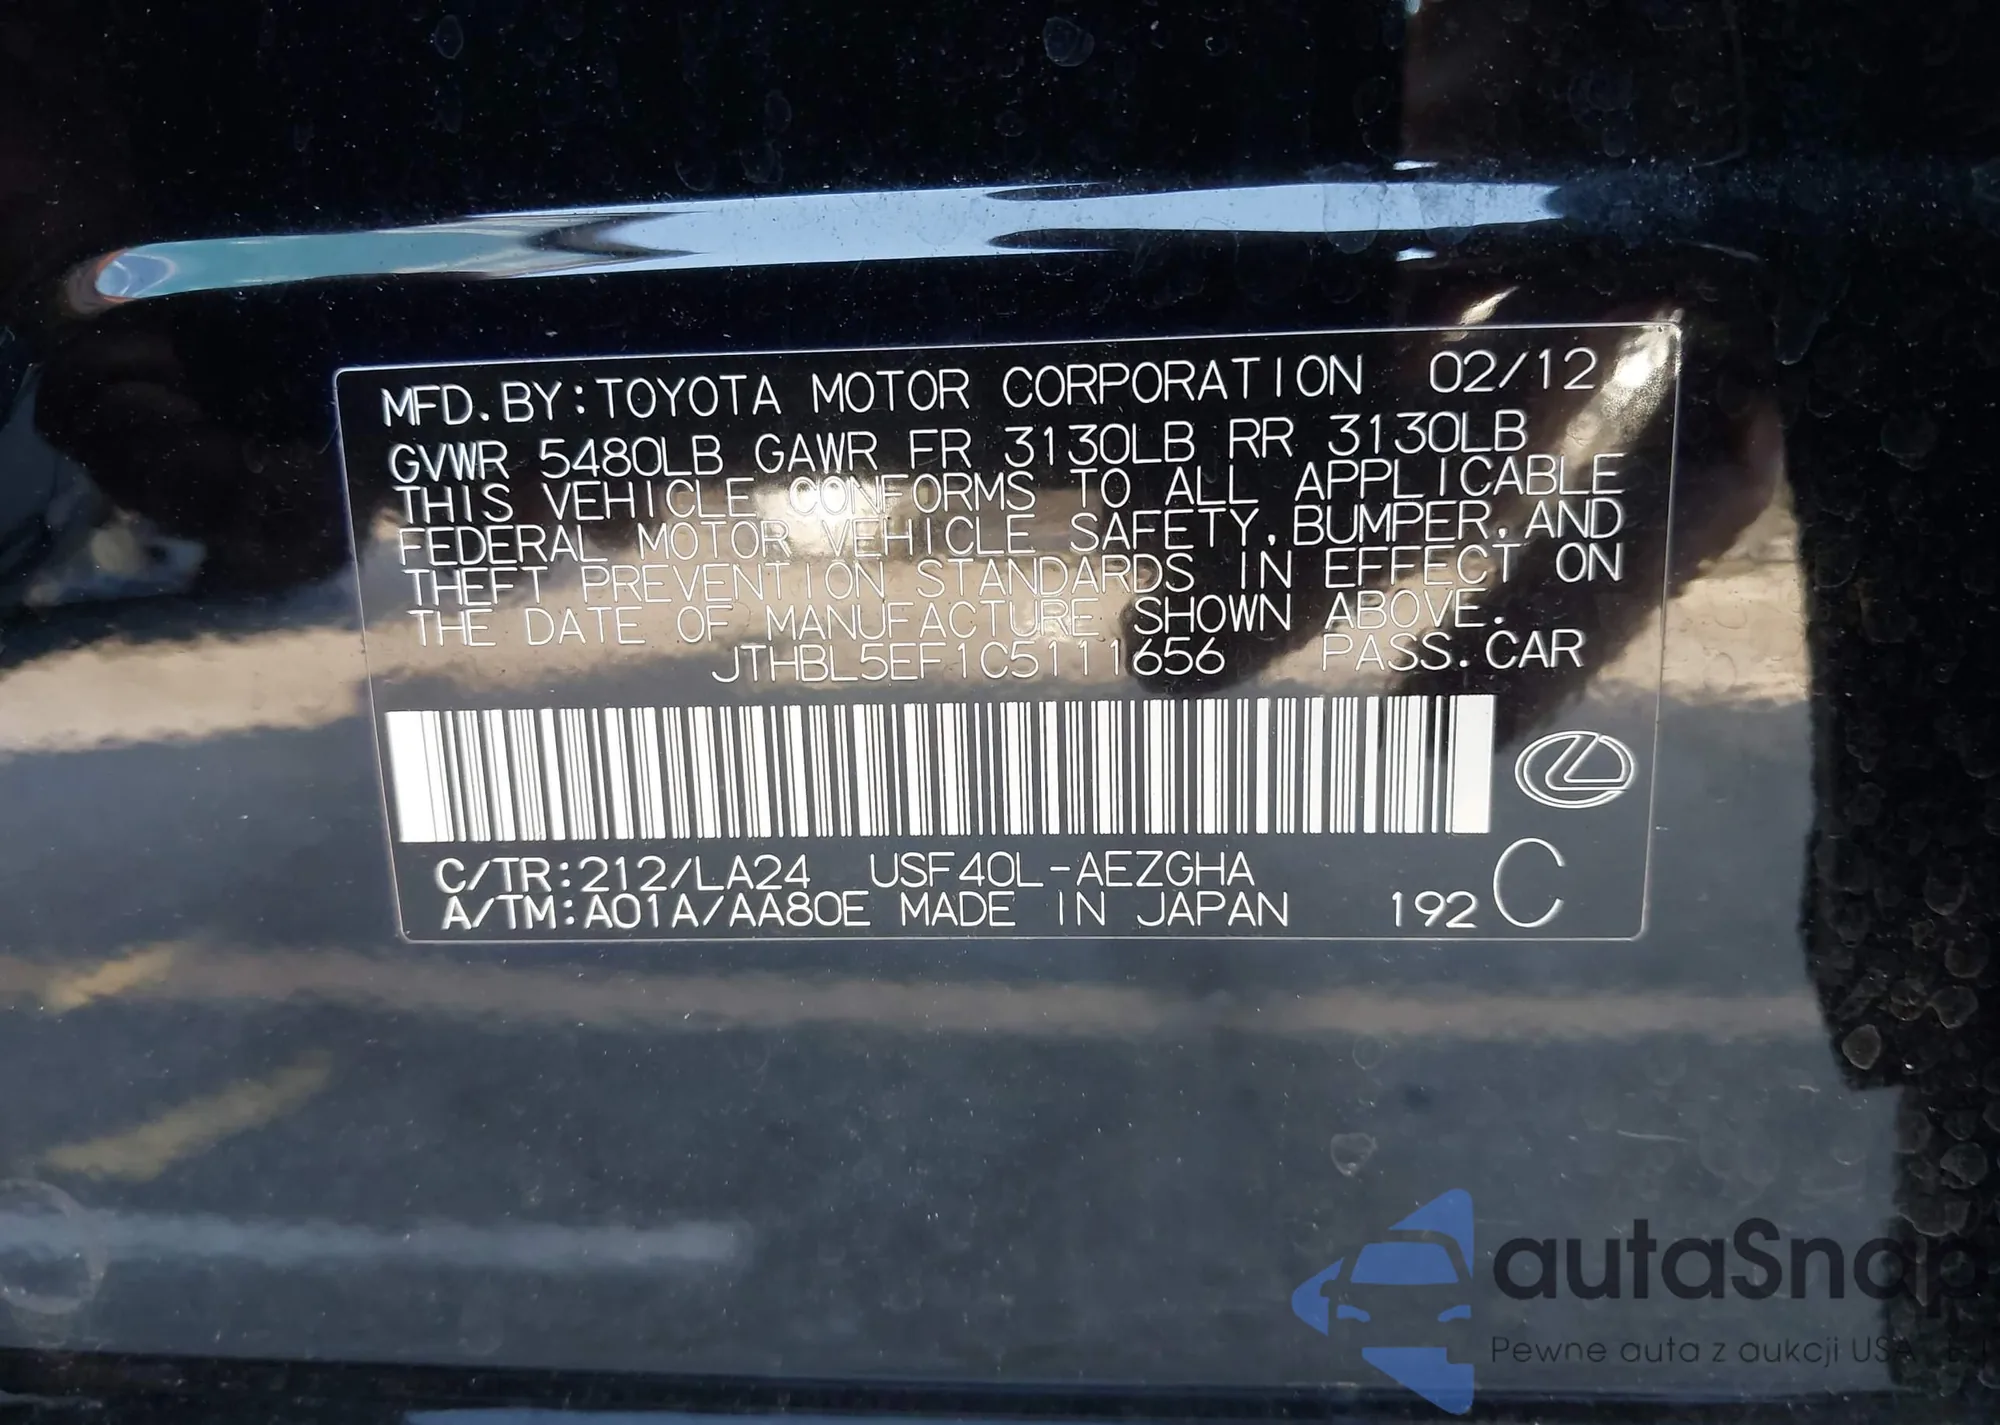 MFD. BY: TOYOTA MOTOR CORPORATION 02/12
GVWR 5480LB GAWR FR 3130LB RR 3130LB
THIS VEHICLE CONFORMS TO ALL APPLICABLE
FEDERAL MOTOR VEHICLE SAFETY, BUMPER, AND
THEFT PREVENTION STANDARDS IN EFFECT ON
THE DATE OF MANUFACTURE SHOWN ABOVE.
JTHBL5EF1C5111656 PASS. CAR
C/TR: 212/LA24 USF40L-AEZGHA
A/TM: A01A/AA80E MADE IN JAPAN 192 C
autaSnap
Pewne auta z aukcji USA